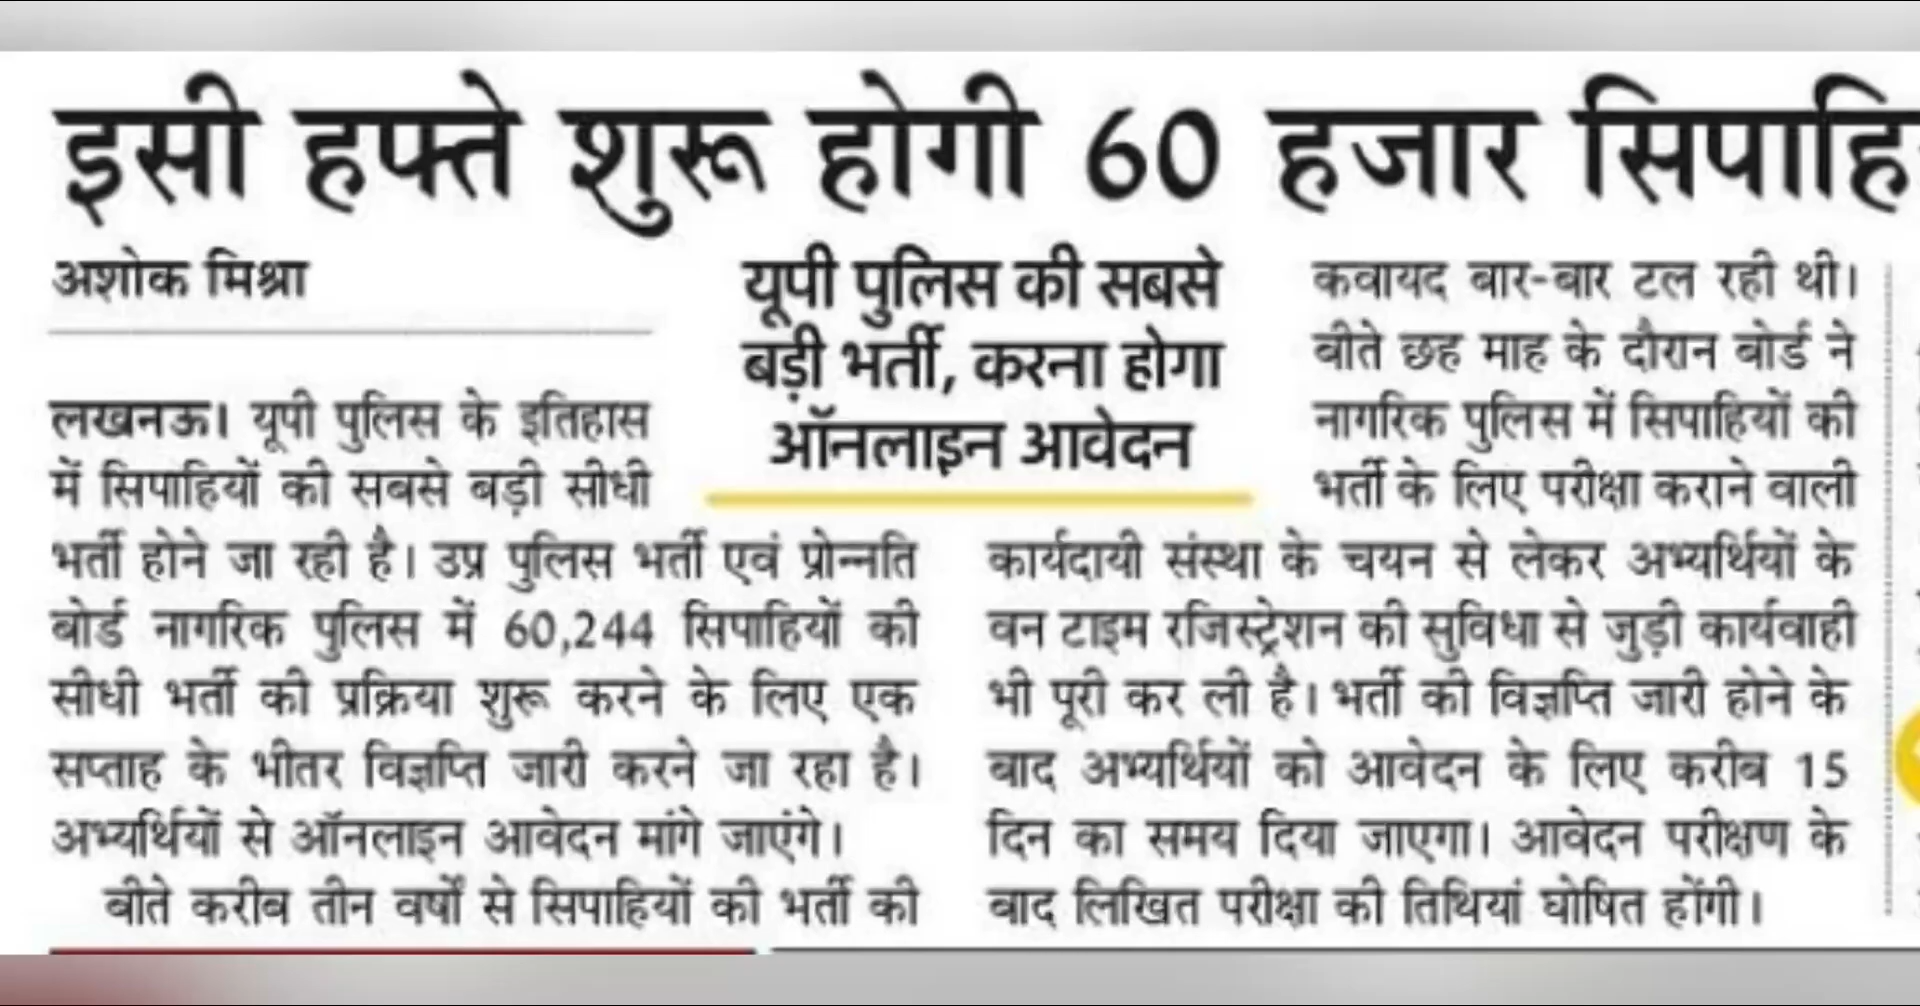 इसी हफ्ते शुरू होगी 60 हजार
अशोक मिश्रा
यूपी पुलिस की सबसे
बड़ी भर्ती, करना होगा
ऑनलाइन आवेदन
लखनऊ। यूपी पुलिस के इतिहास
में सिपाहियों की सबसे बड़ी सीधी
भर्ती होने जा रही है। उप्र पुलिस भर्ती एवं प्रोन्नति
बोर्ड नागरिक पुलिस में 60,244 सिपाहियों की
सीधी भर्ती की प्रक्रिया शुरू करने के लिए एक
सप्ताह के भीतर विज्ञप्ति जारी करने जा रहा है।
अभ्यर्थियों से ऑनलाइन आवेदन मांगे जाएंगे।
बीते करीब तीन वर्षों से सिपाहियों की भर्ती की
कवायद बार-बार टल रही थी।
बीते छह माह के दौरान बोर्ड ने
नागरिक पुलिस में सिपाहियों की
भर्ती के लिए परीक्षा कराने वाली
कार्यदायी संस्था के चयन से लेकर अभ्यर्थियों के
वन टाइम रजिस्ट्रेशन की सुविधा से जुड़ी कार्यवाही
भी पूरी कर ली है। भर्ती की विज्ञप्ति जारी होने के
बाद अभ्यर्थियों को आवेदन के लिए करीब 15
दिन का समय दिया जाएगा। आवेदन परीक्षण के
बाद लिखित परीक्षा की तिथियां घोषित होंगी।